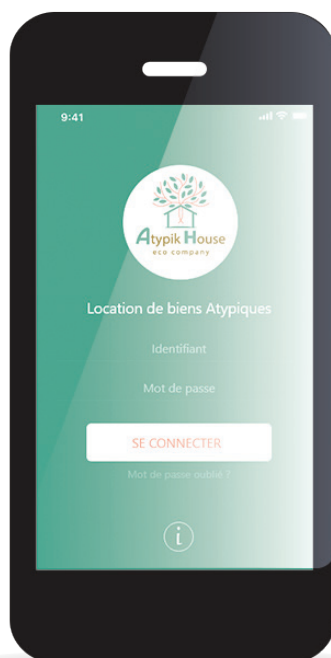 9:41
Atypik House
eco company
Location de biens Atypiques
Identifiant
Mot de passe
SE CONNECTER
Mot de passe oublié ?
i